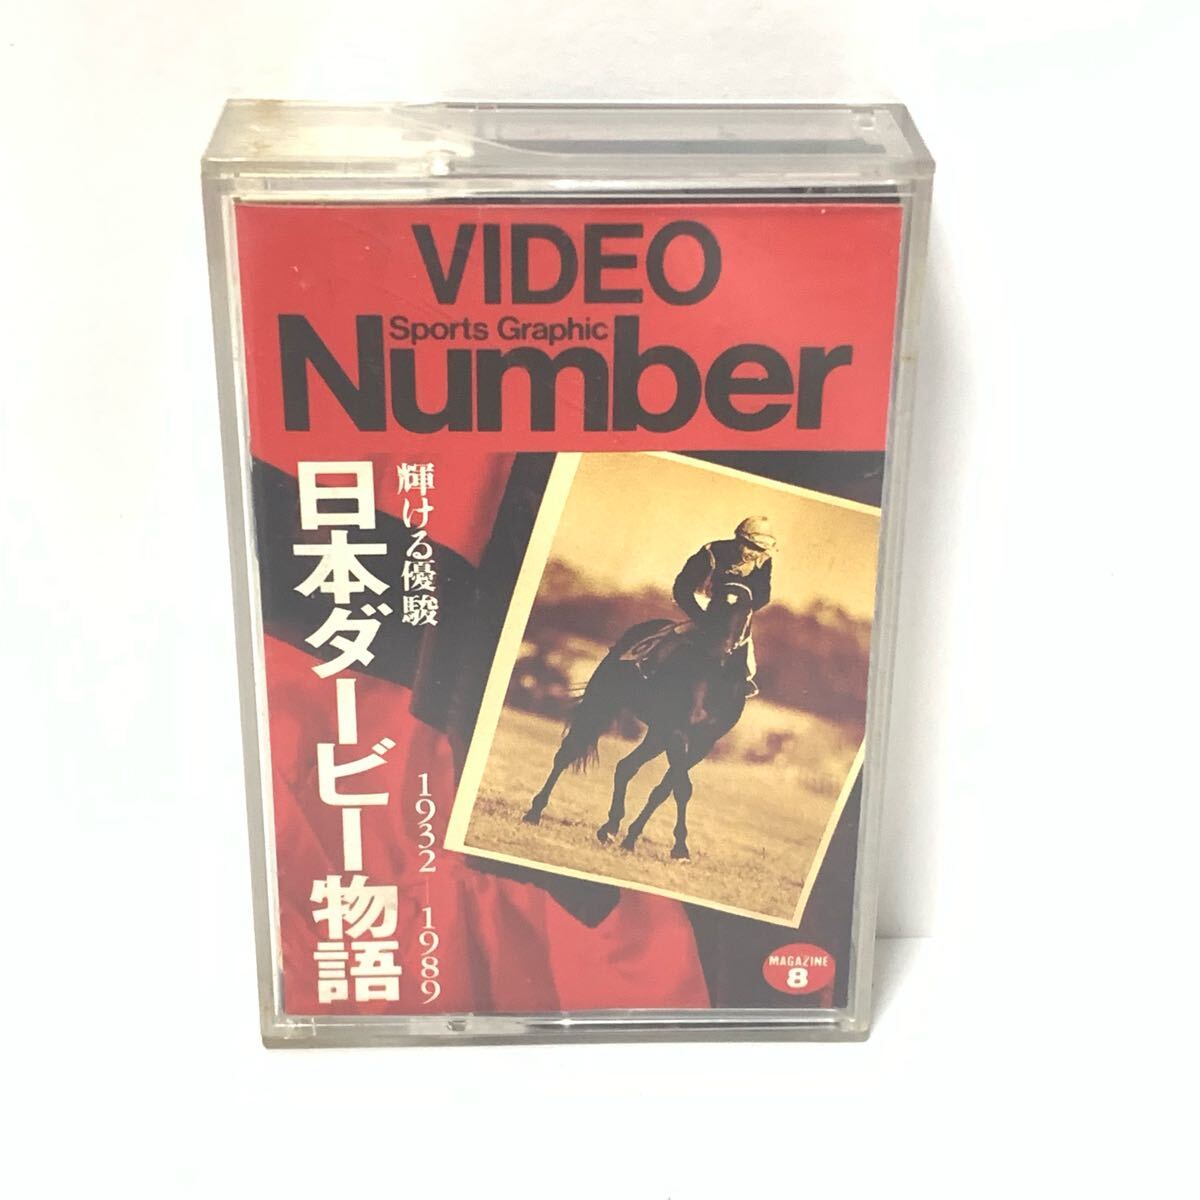 VIDEO
Sports Graphic
Number
輝ける優駿
日本ダービー物語
1932—1989
MAGAZINE
8